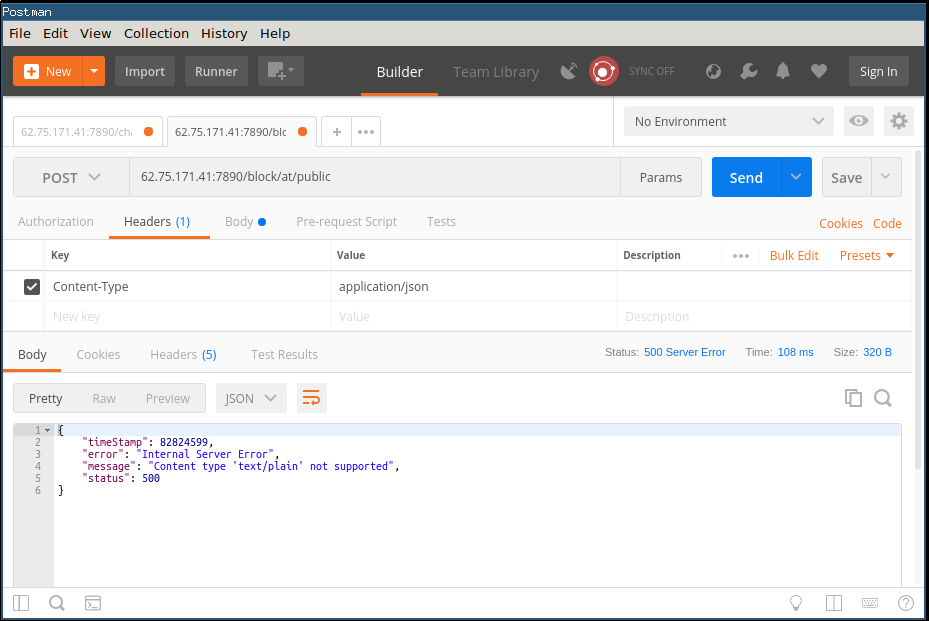 Postman
File Edit View Collection History Help
New Import Runner Builder Team Library SYNC OFF Sign In
62.75.171.41:7890/cha 62.75.171.41:7890/blo + ••• No Environment
POST 62.75.171.41:7890/block/at/public Params Send Save
Authorization Headers (1) Body Pre-request Script Tests Cookies Code
Key Value Description ••• Bulk Edit Presets
Content-Type application/json
New key Value Description
Body Cookies Headers (5) Test Results Status: 500 Server Error Time: 108 ms Size: 320 B
Pretty Raw Preview JSON
1 {
2 "timeStamp": 82824599,
3 "error": "Internal Server Error",
4 "message": "Content type 'text/plain' not supported",
5 "status": 500
6 }